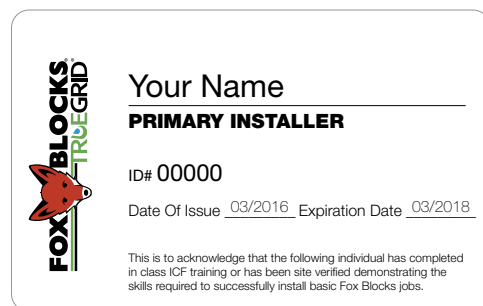 FOX BLOCKS®
TRUEGRID
Your Name
PRIMARY INSTALLER
ID# 00000
Date Of Issue 03/2016 Expiration Date 03/2018
This is to acknowledge that the following individual has completed
in class ICF training or has been site verified demonstrating the
skills required to successfully install basic Fox Blocks jobs.